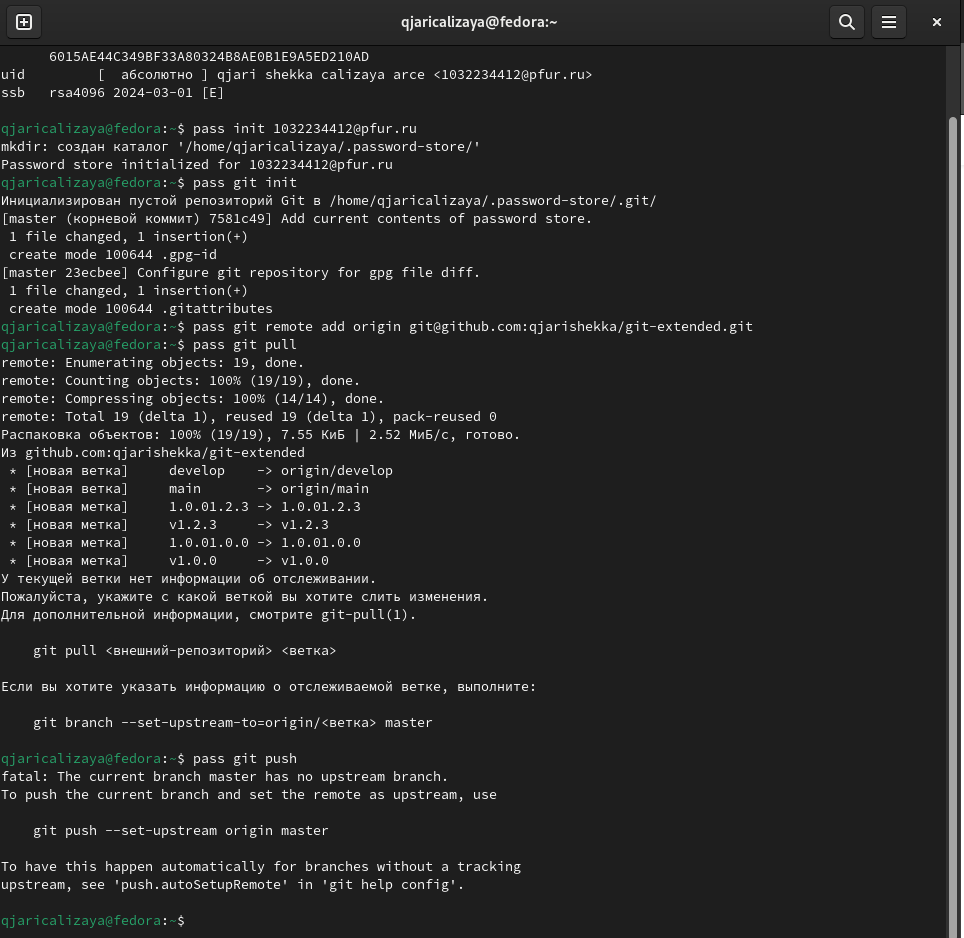 qjaricalizaya@fedora:~
6015AE44C349BF33A80324B8AE0B1E9A5ED210AD
uid         [  абсолютно ] qjari shekka calizaya arce <1032234412@pfur.ru>
ssb   rsa4096 2024-03-01 [E]
qjaricalizaya@fedora:~$ pass init 1032234412@pfur.ru
mkdir: создан каталог '/home/qjaricalizaya/.password-store/'
Password store initialized for 1032234412@pfur.ru
qjaricalizaya@fedora:~$ pass git init
Инициализирован пустой репозиторий Git в /home/qjaricalizaya/.password-store/.git/
[master (корневой коммит) 7581c49] Add current contents of password store.
 1 file changed, 1 insertion(+)
 create mode 100644 .gpg-id
[master 23ecbee] Configure git repository for gpg file diff.
 1 file changed, 1 insertion(+)
 create mode 100644 .gitattributes
qjaricalizaya@fedora:~$ pass git remote add origin git@github.com:qjarishekka/git-extended.git
qjaricalizaya@fedora:~$ pass git pull
remote: Enumerating objects: 19, done.
remote: Counting objects: 100% (19/19), done.
remote: Compressing objects: 100% (14/14), done.
remote: Total 19 (delta 1), reused 19 (delta 1), pack-reused 0
Распаковка объектов: 100% (19/19), 7.55 КиБ | 2.52 МиБ/с, готово.
Из github.com:qjarishekka/git-extended
 * [новая ветка]     develop    -> origin/develop
 * [новая ветка]     main       -> origin/main
 * [новая метка]     1.0.01.2.3 -> 1.0.01.2.3
 * [новая метка]     v1.2.3     -> v1.2.3
 * [новая метка]     1.0.01.0.0 -> 1.0.01.0.0
 * [новая метка]     v1.0.0     -> v1.0.0
У текущей ветки нет информации об отслеживании.
Пожалуйста, укажите с какой веткой вы хотите слить изменения.
Для дополнительной информации, смотрите git-pull(1).
    git pull <внешний-репозиторий> <ветка>
Если вы хотите указать информацию о отслеживаемой ветке, выполните:
    git branch --set-upstream-to=origin/<ветка> master
qjaricalizaya@fedora:~$ pass git push
fatal: The current branch master has no upstream branch.
To push the current branch and set the remote as upstream, use
    git push --set-upstream origin master
To have this happen automatically for branches without a tracking
upstream, see 'push.autoSetupRemote' in 'git help config'.
qjaricalizaya@fedora:~$